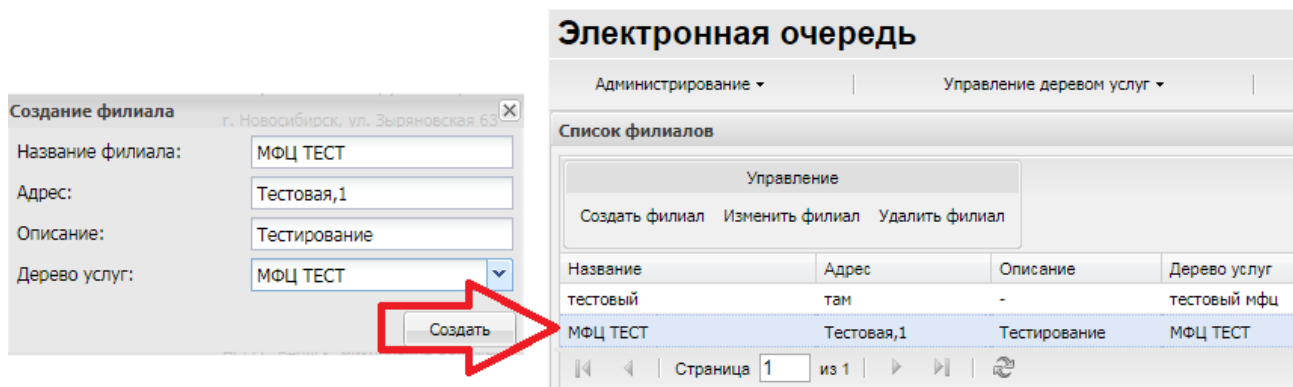 Электронная очередь
Администрирование
Управление деревом услуг
Создание филиала
г. Новосибирск, ул. Зыряновская 63
Название филиала: МФЦ ТЕСТ
Адрес: Тестовая,1
Описание: Тестирование
Дерево услуг: МФЦ ТЕСТ
Создать
Список филиалов
Управление
Создать филиал Изменить филиал Удалить филиал
Название Адрес Описание Дерево услуг
тестовый там - тестовый мфц
МФЦ ТЕСТ Тестовая,1 Тестирование МФЦ ТЕСТ
Страница 1 из 1